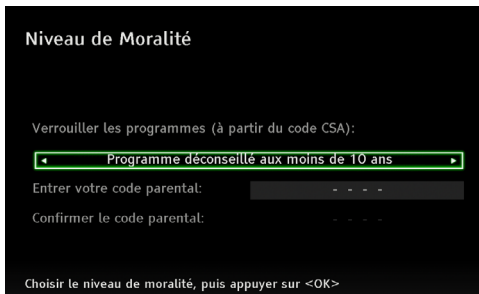 Niveau de Moralité
Verrouiller les programmes (à partir du code CSA):
Programme déconseillé aux moins de 10 ans
Entrer votre code parental: - - - -
Confirmer le code parental: - - - -
Choisir le niveau de moralité, puis appuyer sur <OK>